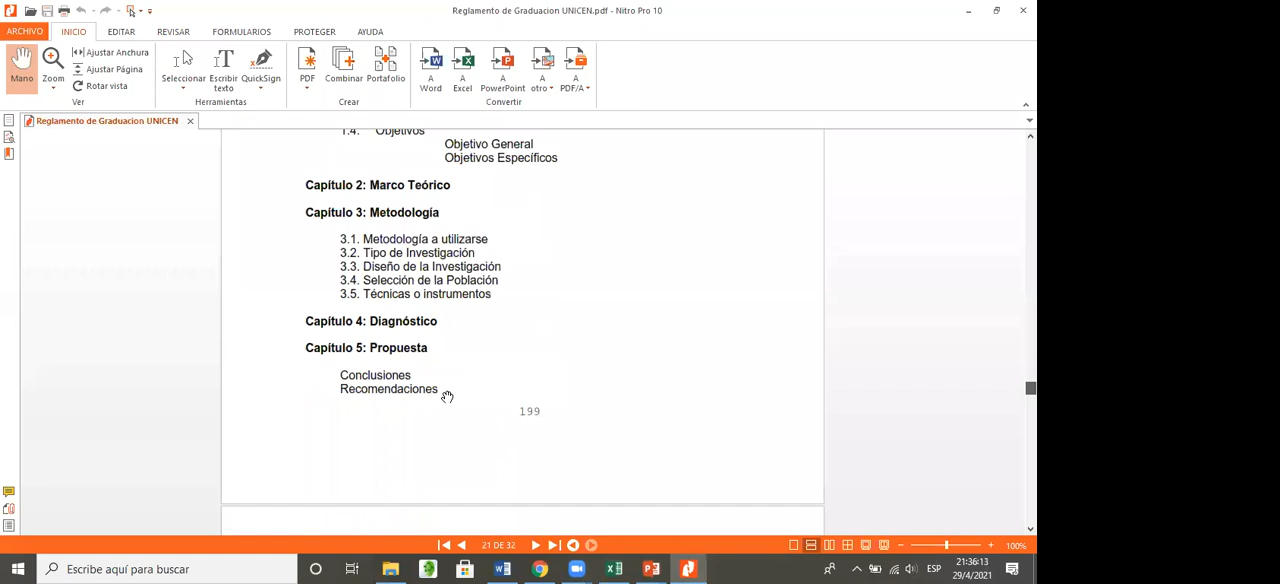 Reglamento de Graduacion UNICEN.pdf - Nitro Pro 10
ARCHIVO INICIO EDITAR REVISAR FORMULARIOS PROTEGER AYUDA
Mano
Zoom
Ajustar Anchura
Ajustar Página
Rotar vista
Ver
Seleccionar
Escribir texto
QuickSign
Herramientas
PDF
Combinar
Portafolio
Crear
A Word
A Excel
A PowerPoint
A otro
A PDF/A
Convertir
Reglamento de Graduacion UNICEN
1.4. Objetivos
Objetivo General
Objetivos Específicos
Capítulo 2: Marco Teórico
Capítulo 3: Metodología
3.1. Metodología a utilizarse
3.2. Tipo de Investigación
3.3. Diseño de la Investigación
3.4. Selección de la Población
3.5. Técnicas o instrumentos
Capítulo 4: Diagnóstico
Capítulo 5: Propuesta
Conclusiones
Recomendaciones
199
21 DE 32
100%
Escribe aquí para buscar
ESP
21:36:13
29/4/2021